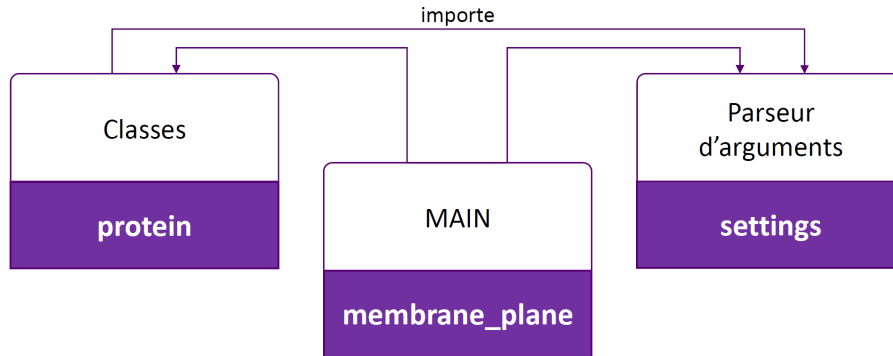 importe
Classes
protein
MAIN
membrane_plane
Parseur
d’arguments
settings